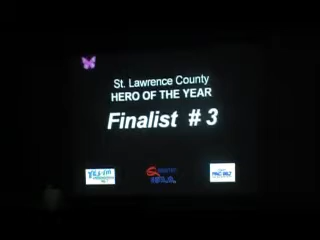 St. Lawrence County
HERO OF THE YEAR
Finalist # 3